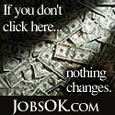 If you don't
click here...
nothing
changes.
JobsOK.com